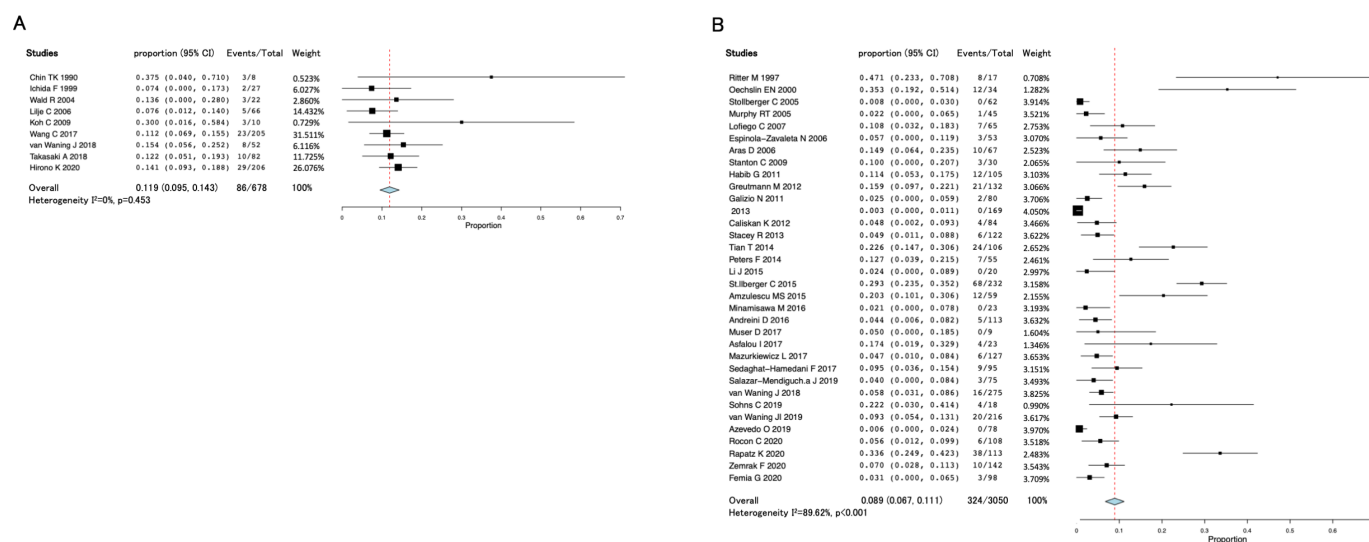 A
Studies proportion (95% CI) Events/Total Weight
Chin TK 1990 0.375 (0.040, 0.710) 3/8 0.523%
Ichida F 1999 0.074 (0.000, 0.173) 2/27 6.027%
Wald R 2004 0.136 (0.000, 0.280) 3/22 2.860%
Lilje C 2006 0.076 (0.012, 0.140) 5/66 14.432%
Koh C 2009 0.300 (0.016, 0.584) 3/10 0.729%
Wang C 2017 0.112 (0.069, 0.155) 23/205 31.511%
van Waning J 2018 0.154 (0.056, 0.252) 8/52 6.116%
Takasaki A 2018 0.122 (0.051, 0.193) 10/82 11.725%
Hirono K 2020 0.141 (0.093, 0.188) 29/206 26.076%
Overall 0.119 (0.095, 0.143) 86/678 100%
Heterogeneity I²=0%, p=0.453
0 0.1 0.2 0.3 0.4 0.5 0.6 0.7
Proportion
B
Studies proportion (95% CI) Events/Total Weight
Ritter M 1997 0.471 (0.233, 0.708) 8/17 0.708%
Oechslin EN 2000 0.353 (0.192, 0.514) 12/34 1.282%
Stollberger C 2005 0.008 (0.000, 0.030) 0/62 3.914%
Murphy RT 2005 0.022 (0.000, 0.065) 1/45 3.521%
Lofiego C 2007 0.108 (0.032, 0.183) 7/65 2.753%
Espinola-Zavaleta N 2006 0.057 (0.000, 0.119) 3/53 3.070%
Aras D 2006 0.149 (0.064, 0.235) 10/67 2.523%
Stanton C 2009 0.100 (0.000, 0.207) 3/30 2.065%
Habib G 2011 0.114 (0.053, 0.175) 12/105 3.103%
Greutmann M 2012 0.159 (0.097, 0.221) 21/132 3.066%
Galizio N 2011 0.025 (0.000, 0.059) 2/80 3.706%
2013 0.003 (0.000, 0.011) 0/169 4.050%
Caliskan K 2012 0.048 (0.002, 0.093) 4/84 3.466%
Stacey R 2013 0.049 (0.011, 0.088) 6/122 3.622%
Tian T 2014 0.226 (0.147, 0.306) 24/106 2.652%
Peters F 2014 0.127 (0.039, 0.215) 7/55 2.461%
Li J 2015 0.024 (0.000, 0.089) 0/20 2.997%
St.llberger C 2015 0.293 (0.235, 0.352) 68/232 3.158%
Amzulescu MS 2015 0.203 (0.101, 0.306) 12/59 2.155%
Minamisawa M 2016 0.021 (0.000, 0.078) 0/23 3.193%
Andreini D 2016 0.044 (0.006, 0.082) 5/113 3.632%
Muser D 2017 0.050 (0.000, 0.185) 0/9 1.604%
Asfalou I 2017 0.174 (0.019, 0.329) 4/23 1.346%
Mazurkiewicz L 2017 0.047 (0.010, 0.084) 6/127 3.653%
Sedaghat-Hamedani F 2017 0.095 (0.036, 0.154) 9/95 3.151%
Salazar-Mendiguch.a J 2019 0.040 (0.000, 0.084) 3/75 3.493%
van Waning J 2018 0.058 (0.031, 0.086) 16/275 3.825%
Sohns C 2019 0.222 (0.030, 0.414) 4/18 0.990%
van Waning JI 2019 0.093 (0.054, 0.131) 20/216 3.617%
Azevedo O 2019 0.006 (0.000, 0.024) 0/78 3.970%
Rocon C 2020 0.056 (0.012, 0.099) 6/108 3.518%
Rapatz K 2020 0.336 (0.249, 0.423) 38/113 2.483%
Zemrak F 2020 0.070 (0.028, 0.113) 10/142 3.543%
Femia G 2020 0.031 (0.000, 0.065) 3/98 3.709%
Overall 0.089 (0.067, 0.111) 324/3050 100%
Heterogeneity I²=89.62%, p<0.001
0 0.1 0.2 0.3 0.4 0.5 0.6
Proportion